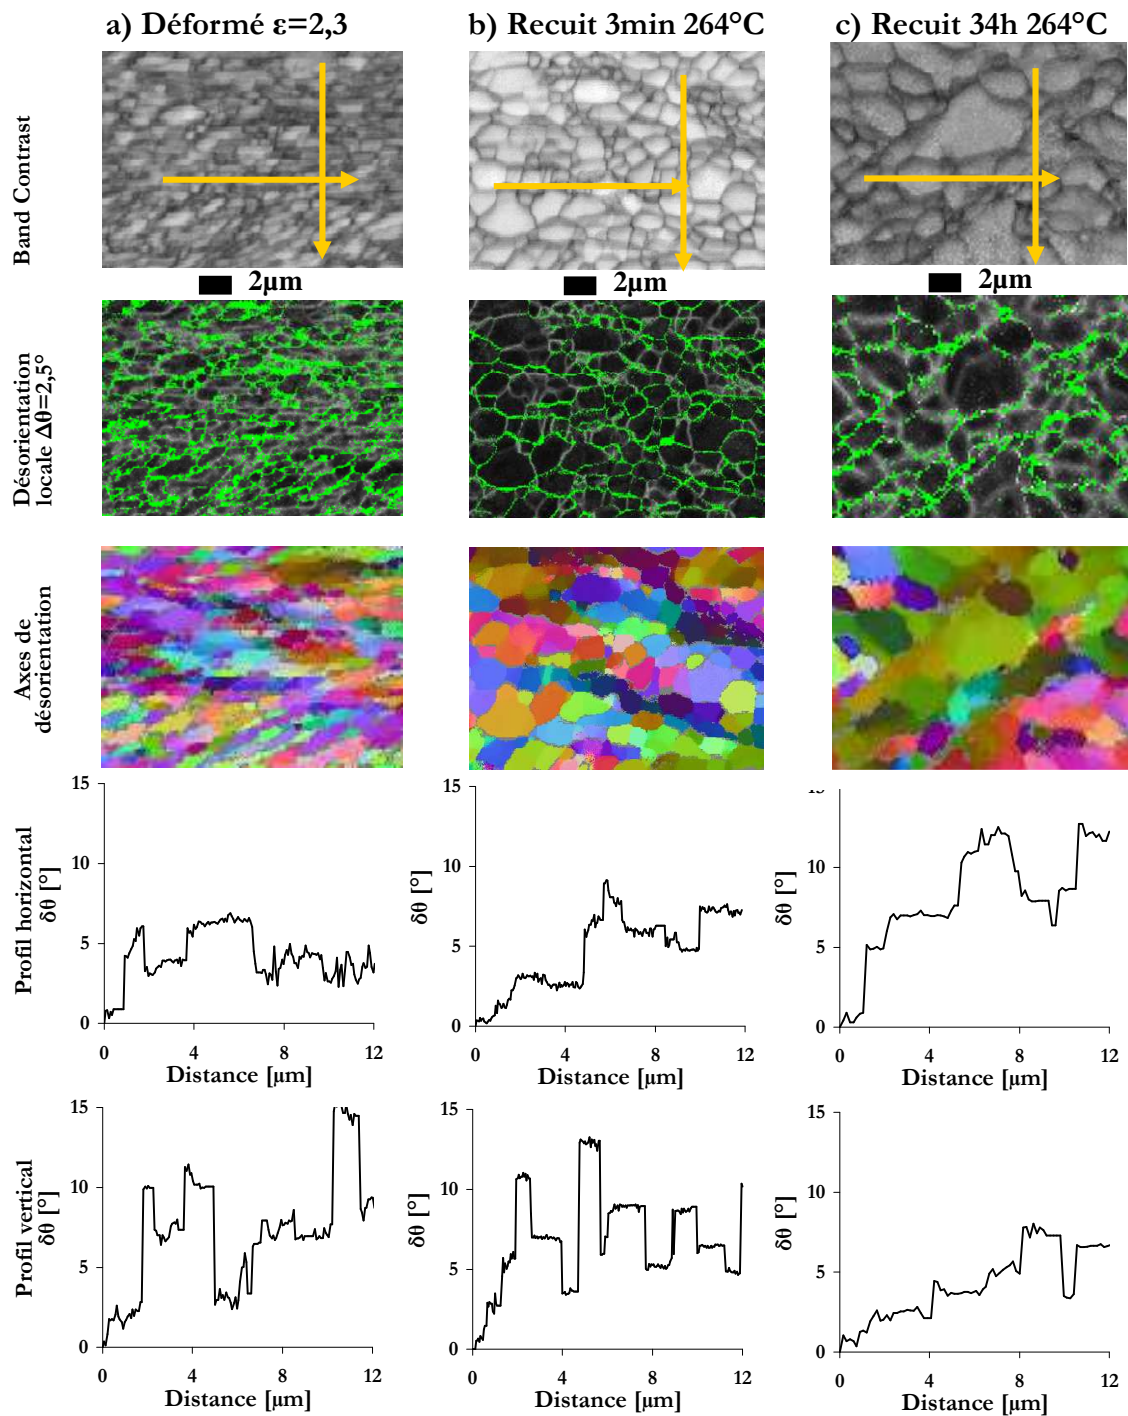 a) Déformé ε=2,3
b) Recuit 3min 264°C
c) Recuit 34h 264°C
Band Contrast
2μm
2μm
2μm
Désorientation
locale Δθ=2,5°
Axes de
désorientation
Profil horizontal
δθ [°]
15
10
5
0
0 4 8 12
Distance [μm]
δθ [°]
15
10
5
0
0 4 8 12
Distance [μm]
δθ [°]
15
10
5
0
0 4 8 12
Distance [μm]
Profil vertical
δθ [°]
15
10
5
0
0 4 8 12
Distance [μm]
δθ [°]
15
10
5
0
0 4 8 12
Distance [μm]
δθ [°]
15
10
5
0
0 4 8 12
Distance [μm]